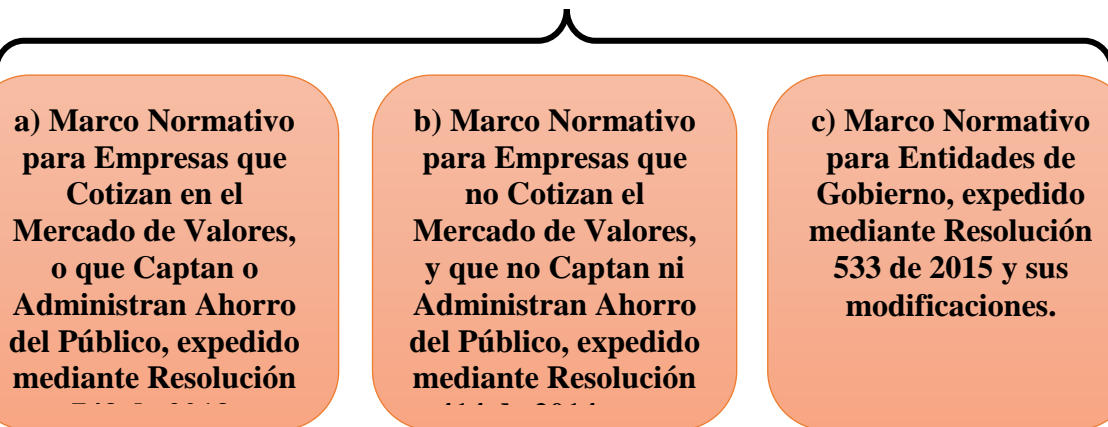 a) Marco Normativo
para Empresas que
Cotizan en el
Mercado de Valores,
o que Captan o
Administran Ahorro
del Público, expedido
mediante Resolución
b) Marco Normativo
para Empresas que
no Cotizan el
Mercado de Valores,
y que no Captan ni
Administran Ahorro
del Público, expedido
mediante Resolución
c) Marco Normativo
para Entidades de
Gobierno, expedido
mediante Resolución
533 de 2015 y sus
modificaciones.